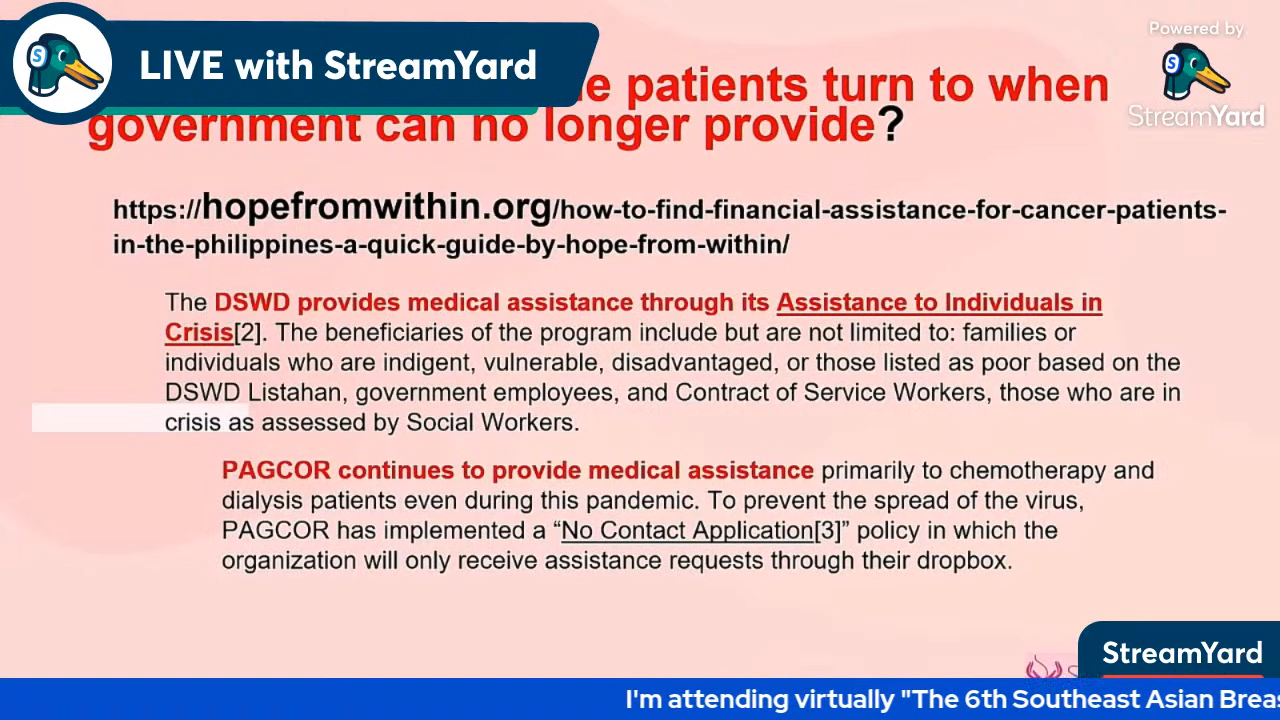 LIVE with StreamYard
Powered by
StreamYard
patients turn to when
government can no longer provide?
https://hopefromwithin.org/how-to-find-financial-assistance-for-cancer-patients-
in-the-philippines-a-quick-guide-by-hope-from-within/
The DSWD provides medical assistance through its Assistance to Individuals in
Crisis[2]. The beneficiaries of the program include but are not limited to: families or
individuals who are indigent, vulnerable, disadvantaged, or those listed as poor based on the
DSWD Listahan, government employees, and Contract of Service Workers, those who are in
crisis as assessed by Social Workers.
PAGCOR continues to provide medical assistance primarily to chemotherapy and
dialysis patients even during this pandemic. To prevent the spread of the virus,
PAGCOR has implemented a “No Contact Application[3]” policy in which the
organization will only receive assistance requests through their dropbox.
StreamYard
I'm attending virtually "The 6th Southeast Asian Breas